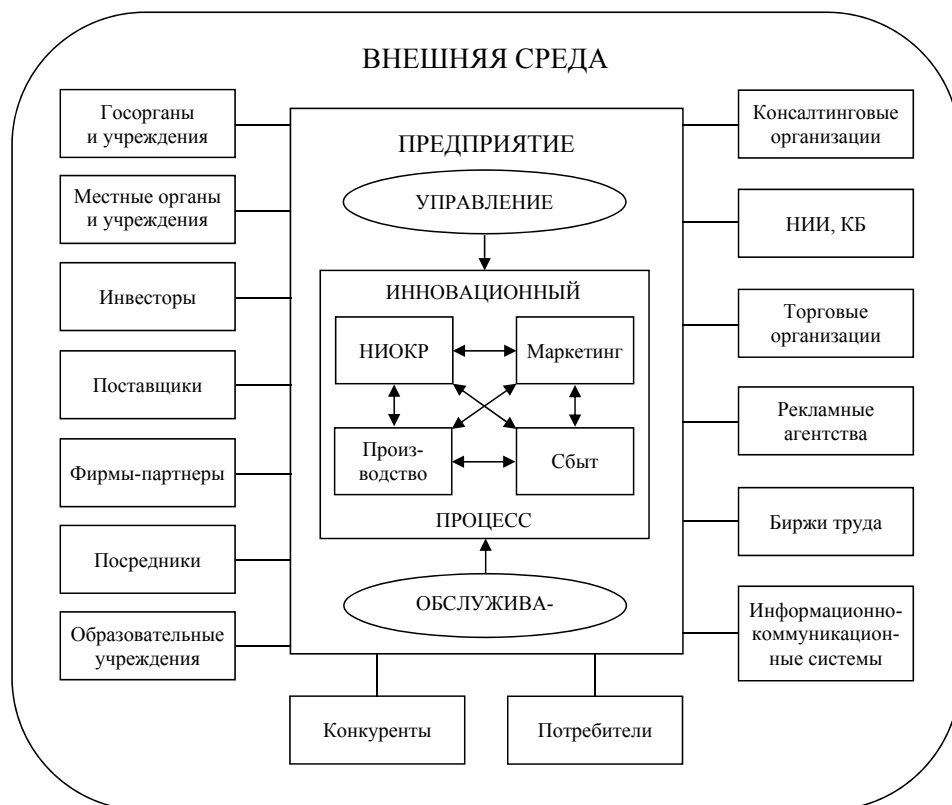 ВНЕШНЯЯ СРЕДА
Госорганы
и учреждения
Местные органы
и учреждения
Инвесторы
Поставщики
Фирмы-партнеры
Посредники
Образовательные
учреждения
ПРЕДПРИЯТИЕ
УПРАВЛЕНИЕ
ИННОВАЦИОННЫЙ
НИОКР
Маркетинг
Произ-
водство
Сбыт
ПРОЦЕСС
ОБСЛУЖИВА-
Консалтинговые
организации
НИИ, КБ
Торговые
организации
Рекламные
агентства
Биржи труда
Информационно-
коммуникацион-
ные системы
Конкуренты
Потребители